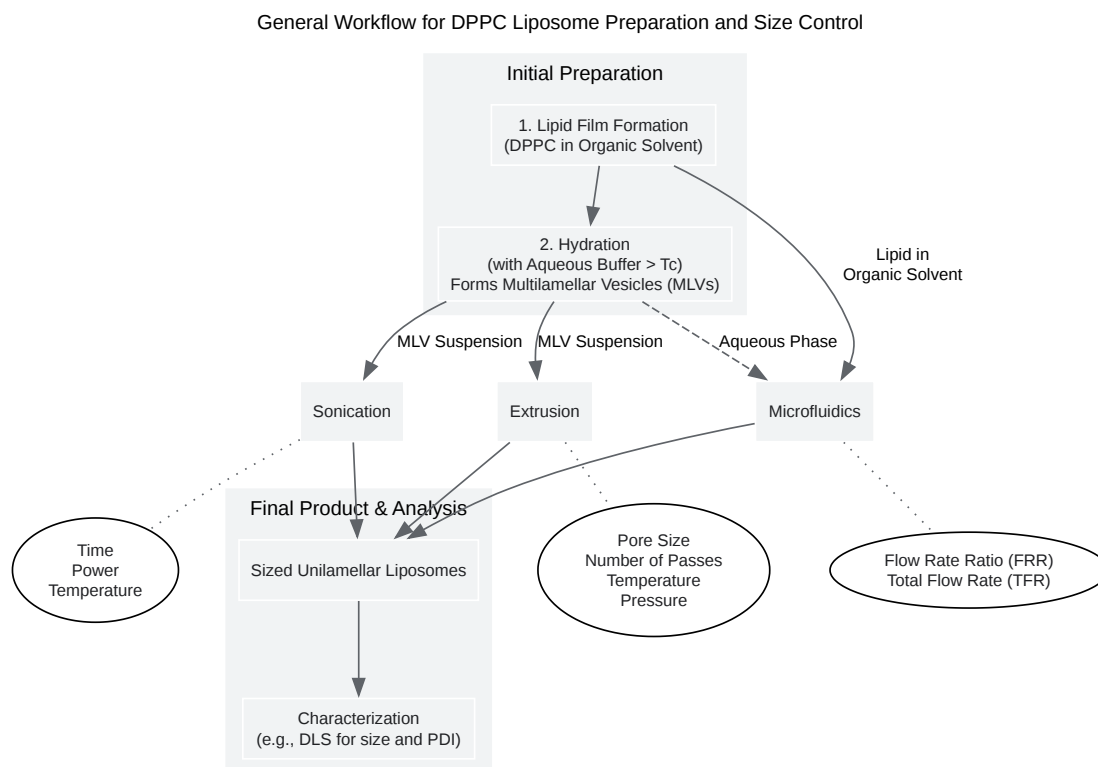 General Workflow for DPPC Liposome Preparation and Size Control
Initial Preparation
1. Lipid Film Formation
(DPPC in Organic Solvent)
2. Hydration
(with Aqueous Buffer > Tc)
Forms Multilamellar Vesicles (MLVs)
Lipid in
Organic Solvent
MLV Suspension
MLV Suspension
Aqueous Phase
Sonication
Extrusion
Microfluidics
Final Product & Analysis
Time
Power
Temperature
Sized Unilamellar Liposomes
Pore Size
Number of Passes
Temperature
Pressure
Flow Rate Ratio (FRR)
Total Flow Rate (TFR)
Characterization
(e.g., DLS for size and PDI)